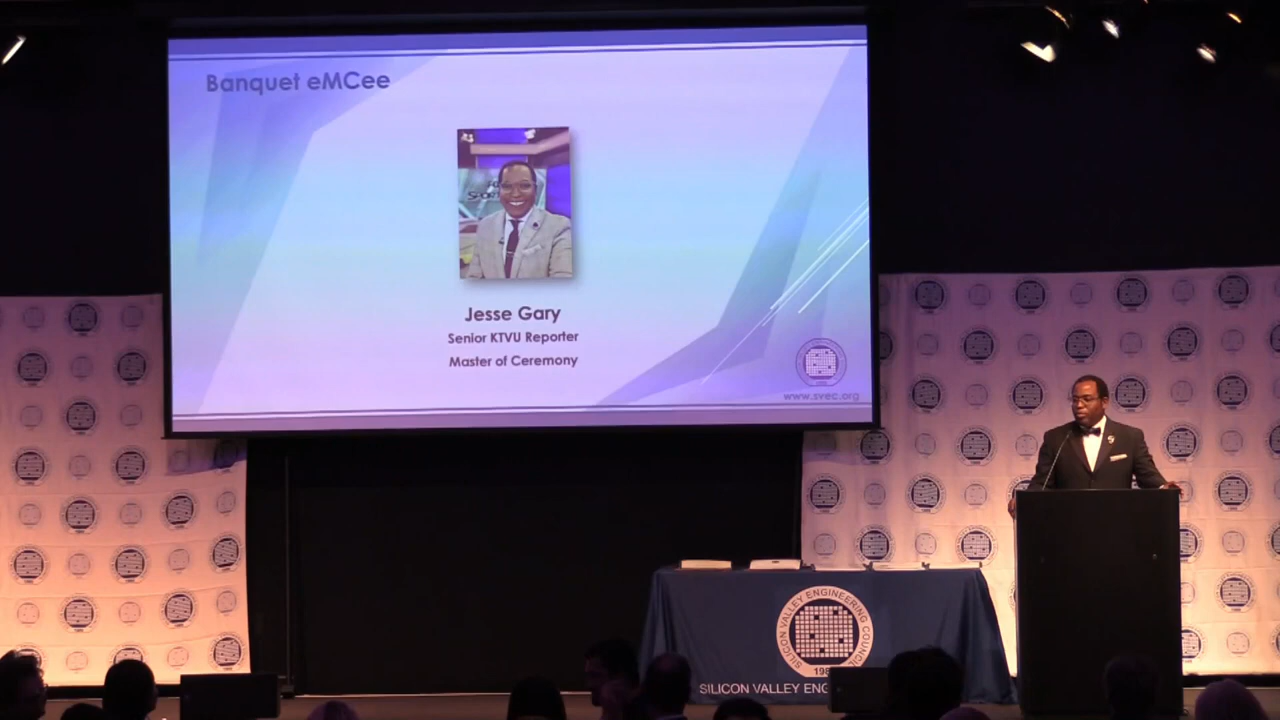 Banquet eMCee
Jesse Gary
Senior KTVU Reporter
Master of Ceremony
www.svec.org
SILICON VALLEY ENGINEERING COUNCIL
SILICON VALLEY